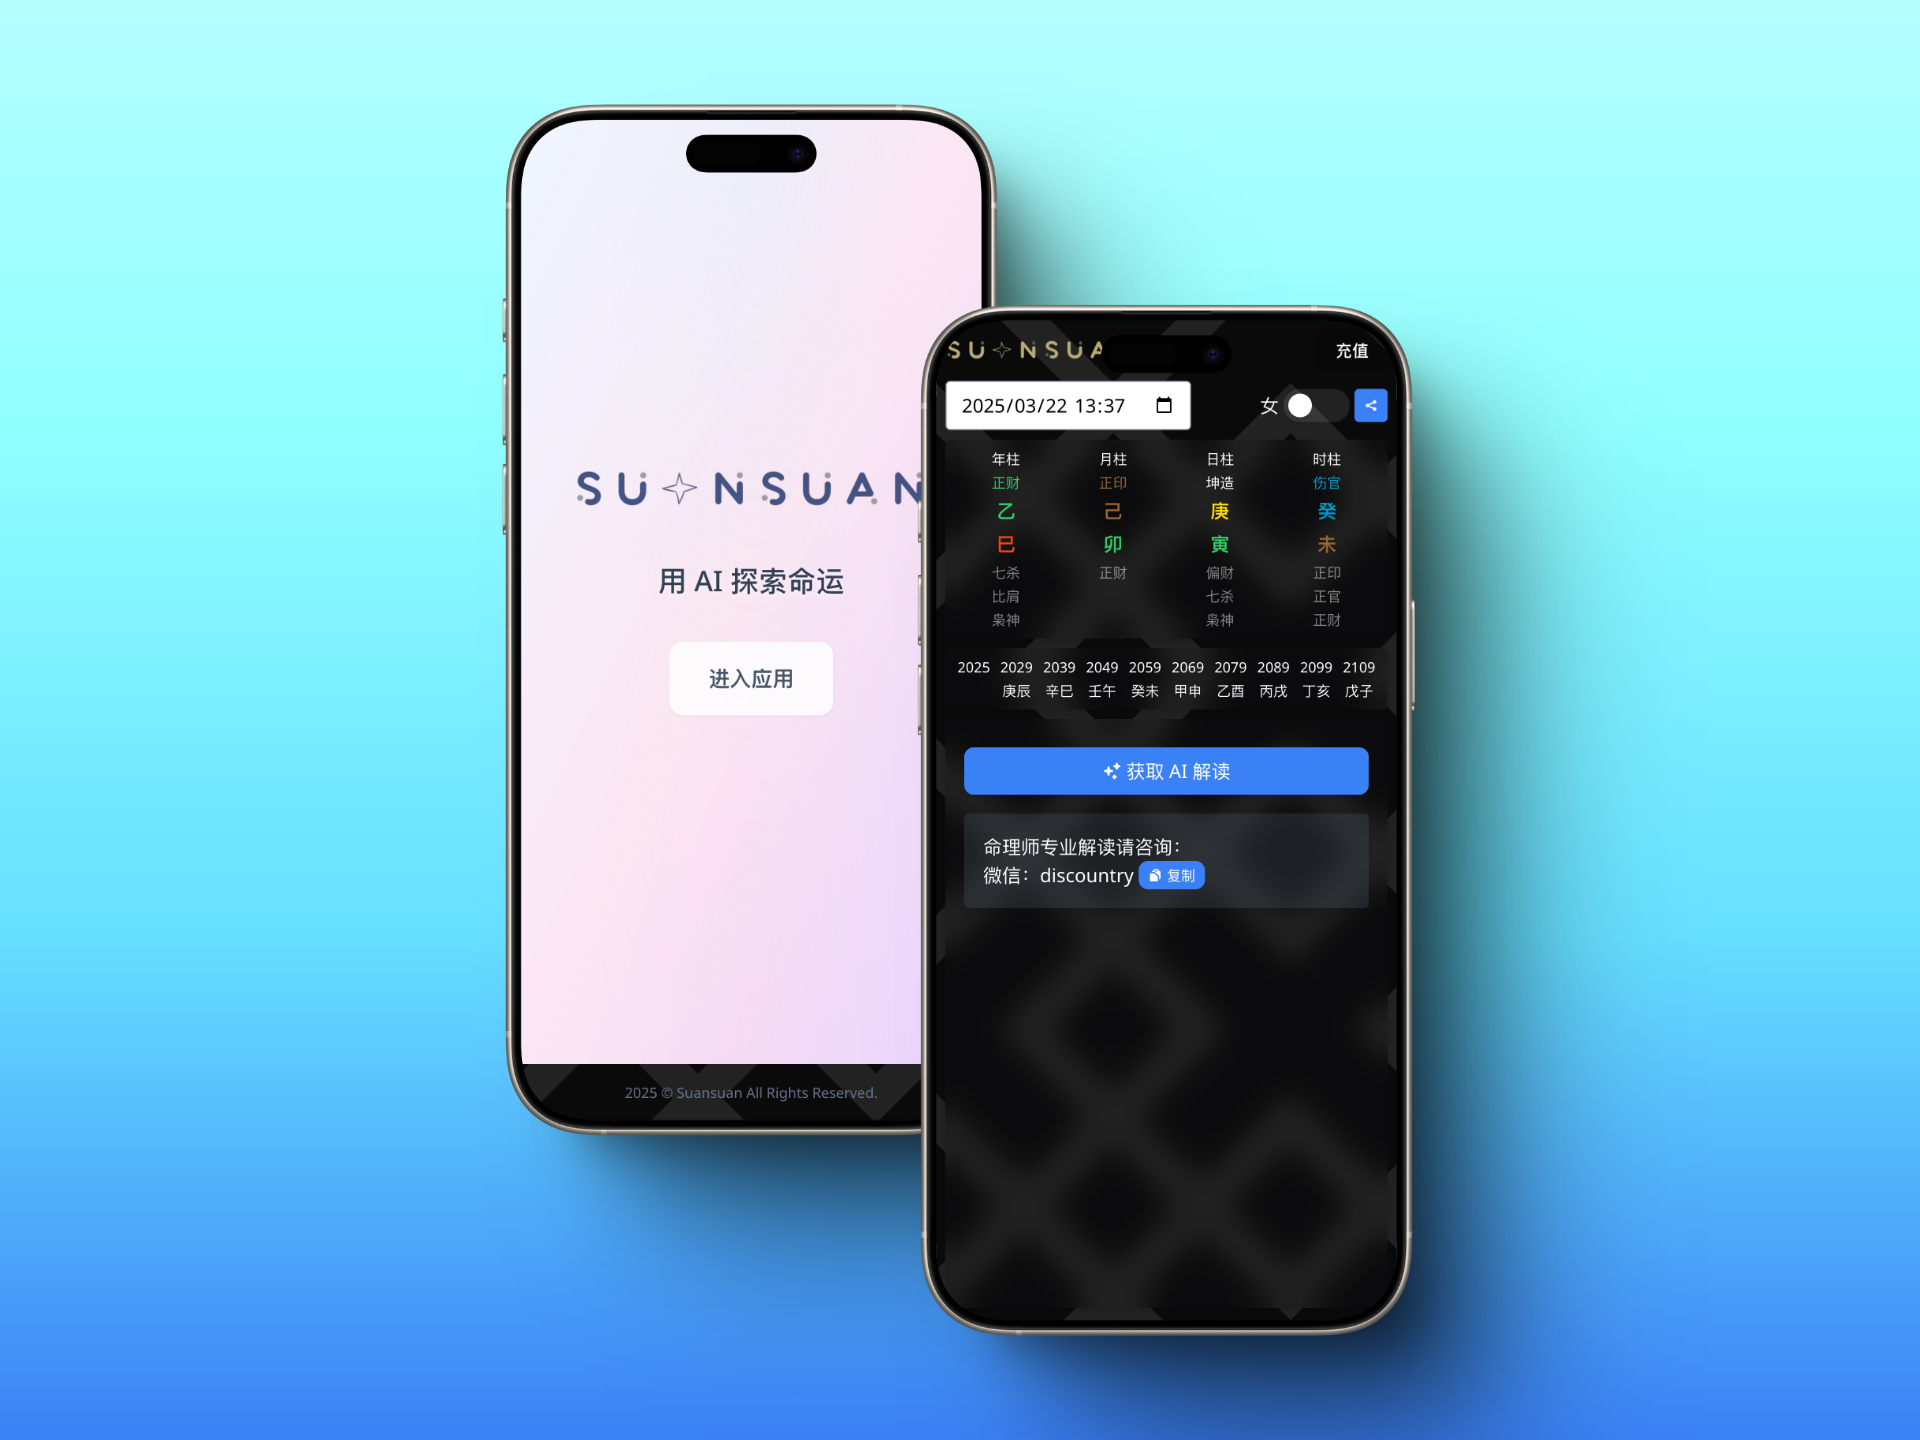 SU NSUAN
用 AI 探索命运
进入应用
2025 © Suansuan All Rights Reserved.
SU NSUA
充值
2025/03/22 13:37
女
年柱 月柱 日柱 时柱
正财 正印 坤造 伤官
乙 己 庚 癸
巳 卯 寅 未
七杀 正财 偏财 正印
比肩 七杀 正官
枭神 枭神 正财
2025 2029 2039 2049 2059 2069 2079 2089 2099 2109
庚辰 辛巳 壬午 癸未 甲申 乙酉 丙戌 丁亥 戊子
获取 AI 解读
命理师专业解读请咨询：
微信：discountry 复制